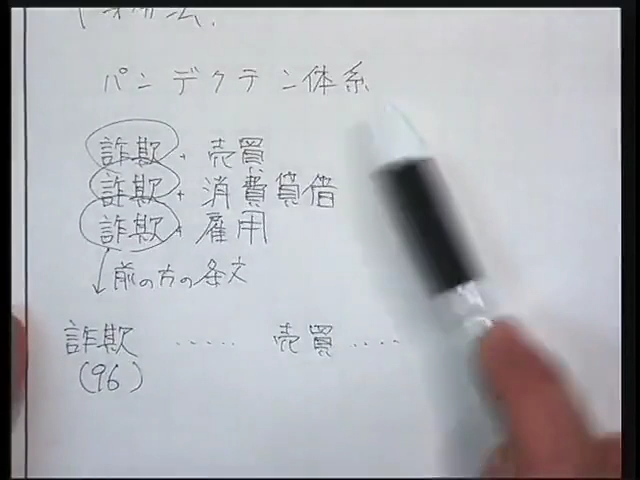 パンデクテン体系
詐欺+売買
詐欺+消費貸借
詐欺+雇用
↓前の方の条文
詐欺 ‥‥‥ 売買 ‥‥
(96)